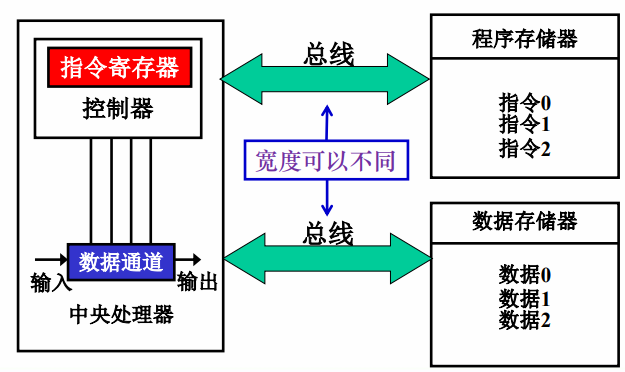 指令寄存器
控制器
数据通道
输入
输出
中央处理器
总线
宽度可以不同
总线
程序存储器
指令0
指令1
指令2
数据存储器
数据0
数据1
数据2